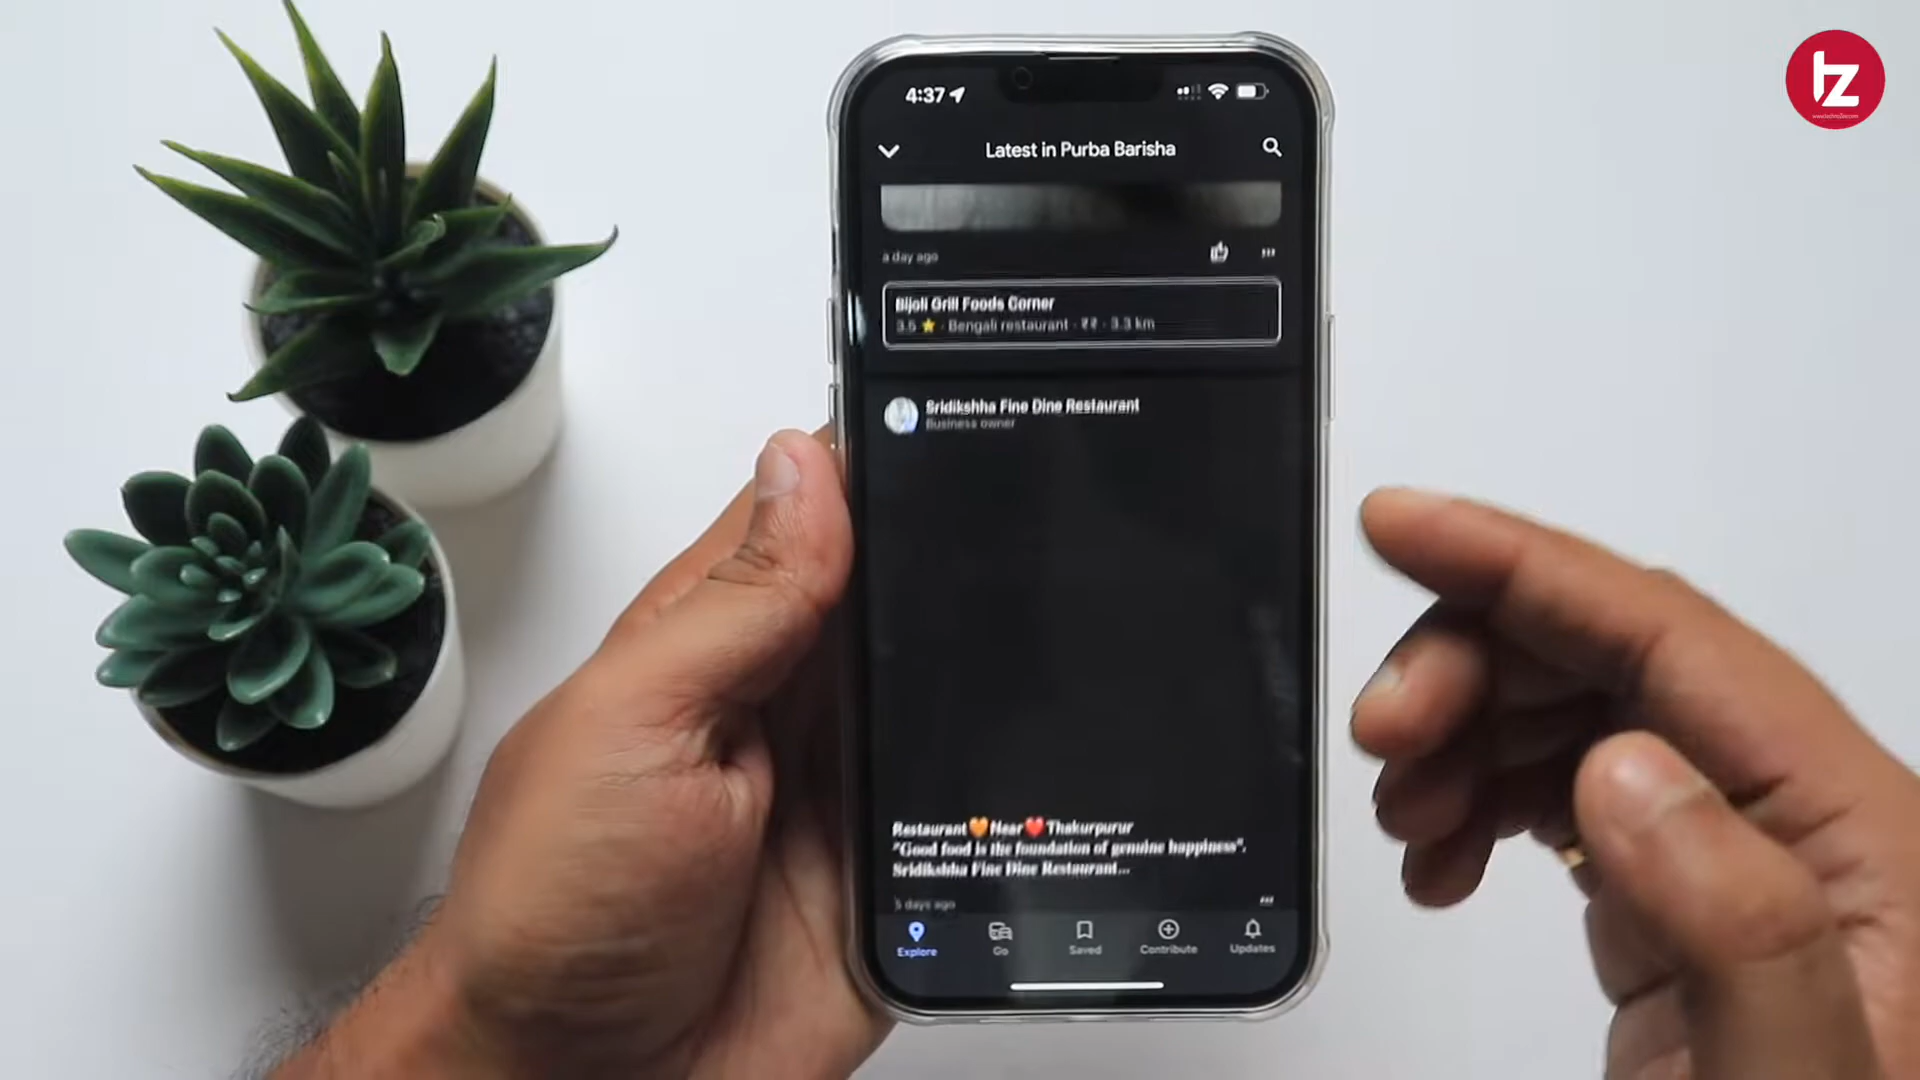 4:37
Latest in Purba Barisha
a day ago
Bijoli Grill Foods Corner
3.5 ⭐ · Bengali restaurant · ₹₹ · 3.3 km
Sridikshha Fine Dine Restaurant
Business owner
Restaurant🧡Near❤️Thakurpurur
"Good food is the foundation of genuine happiness".
Sridikshha Fine Dine Restaurant...
5 days ago
Explore
Go
Saved
Contribute
Updates
TZ